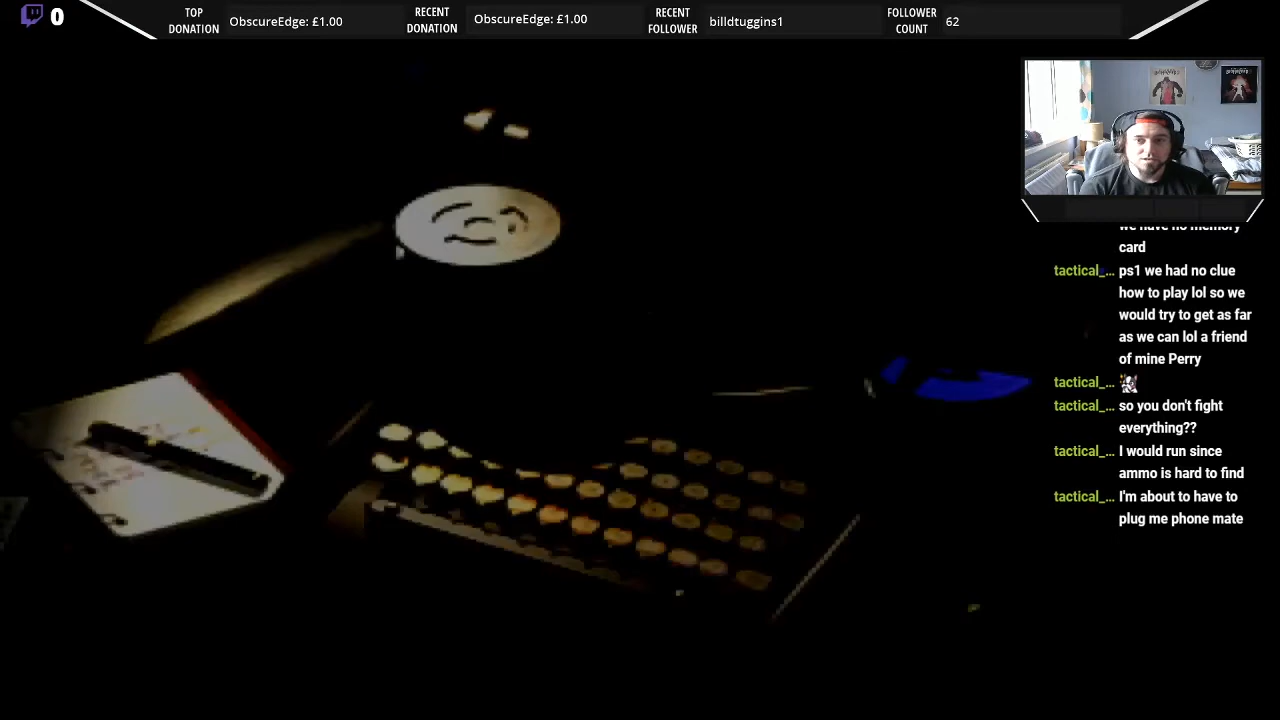 0
TOP
DONATION
ObscureEdge: £1.00
RECENT
DONATION
ObscureEdge: £1.00
RECENT
FOLLOWER
billdtuggins1
FOLLOWER
COUNT
62
we have no memory
card
tactical_... ps1 we had no clue
how to play lol so we
would try to get as far
as we can lol a friend
of mine Perry
tactical_...
tactical_... so you don't fight
everything??
tactical_... I would run since
ammo is hard to find
tactical_... I'm about to have to
plug me phone mate